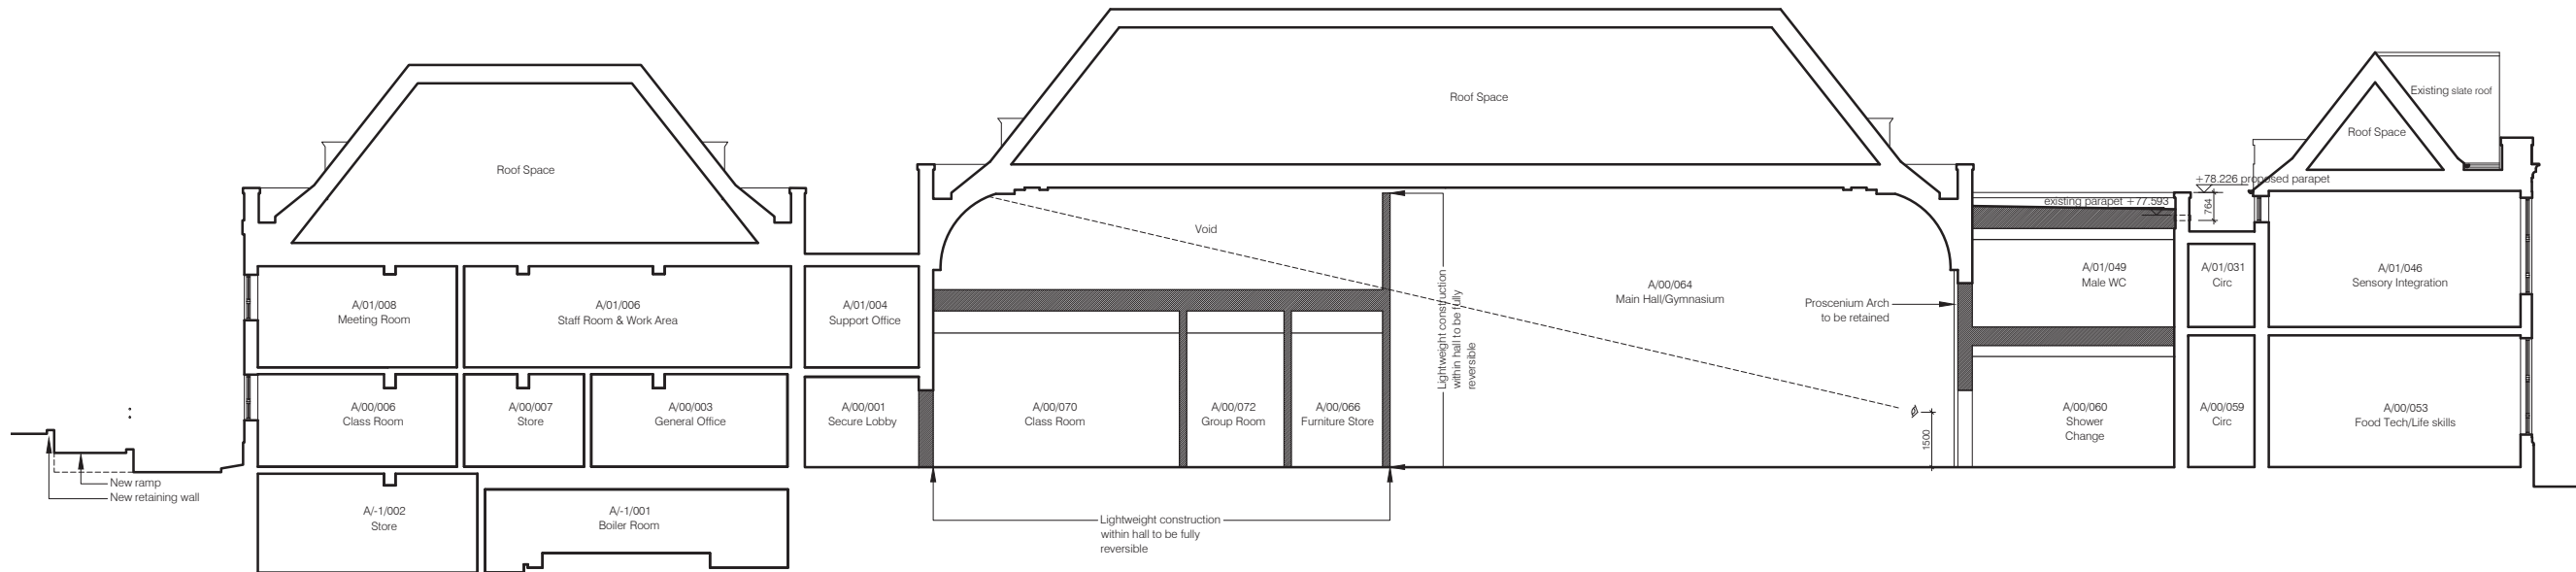 Roof Space
Existing slate roof
Roof Space
Roof Space
+78.226 proposed parapet
existing parapet +77.593
764
Void
A/01/008
Meeting Room
A/01/006
Staff Room & Work Area
A/01/004
Support Office
Lightweight construction
within hall to be fully
reversible
A/00/064
Main Hall/Gymnasium
Proscenium Arch
to be retained
A/01/049
Male WC
A/01/031
Circ
A/01/046
Sensory Integration
:
A/00/006
Class Room
A/00/007
Store
A/00/003
General Office
A/00/001
Secure Lobby
A/00/070
Class Room
A/00/072
Group Room
A/00/066
Furniture Store
1500
A/00/060
Shower
Change
A/00/059
Circ
A/00/053
Food Tech/Life skills
New ramp
New retaining wall
A/-1/002
Store
A/-1/001
Boiler Room
Lightweight construction
within hall to be fully
reversible